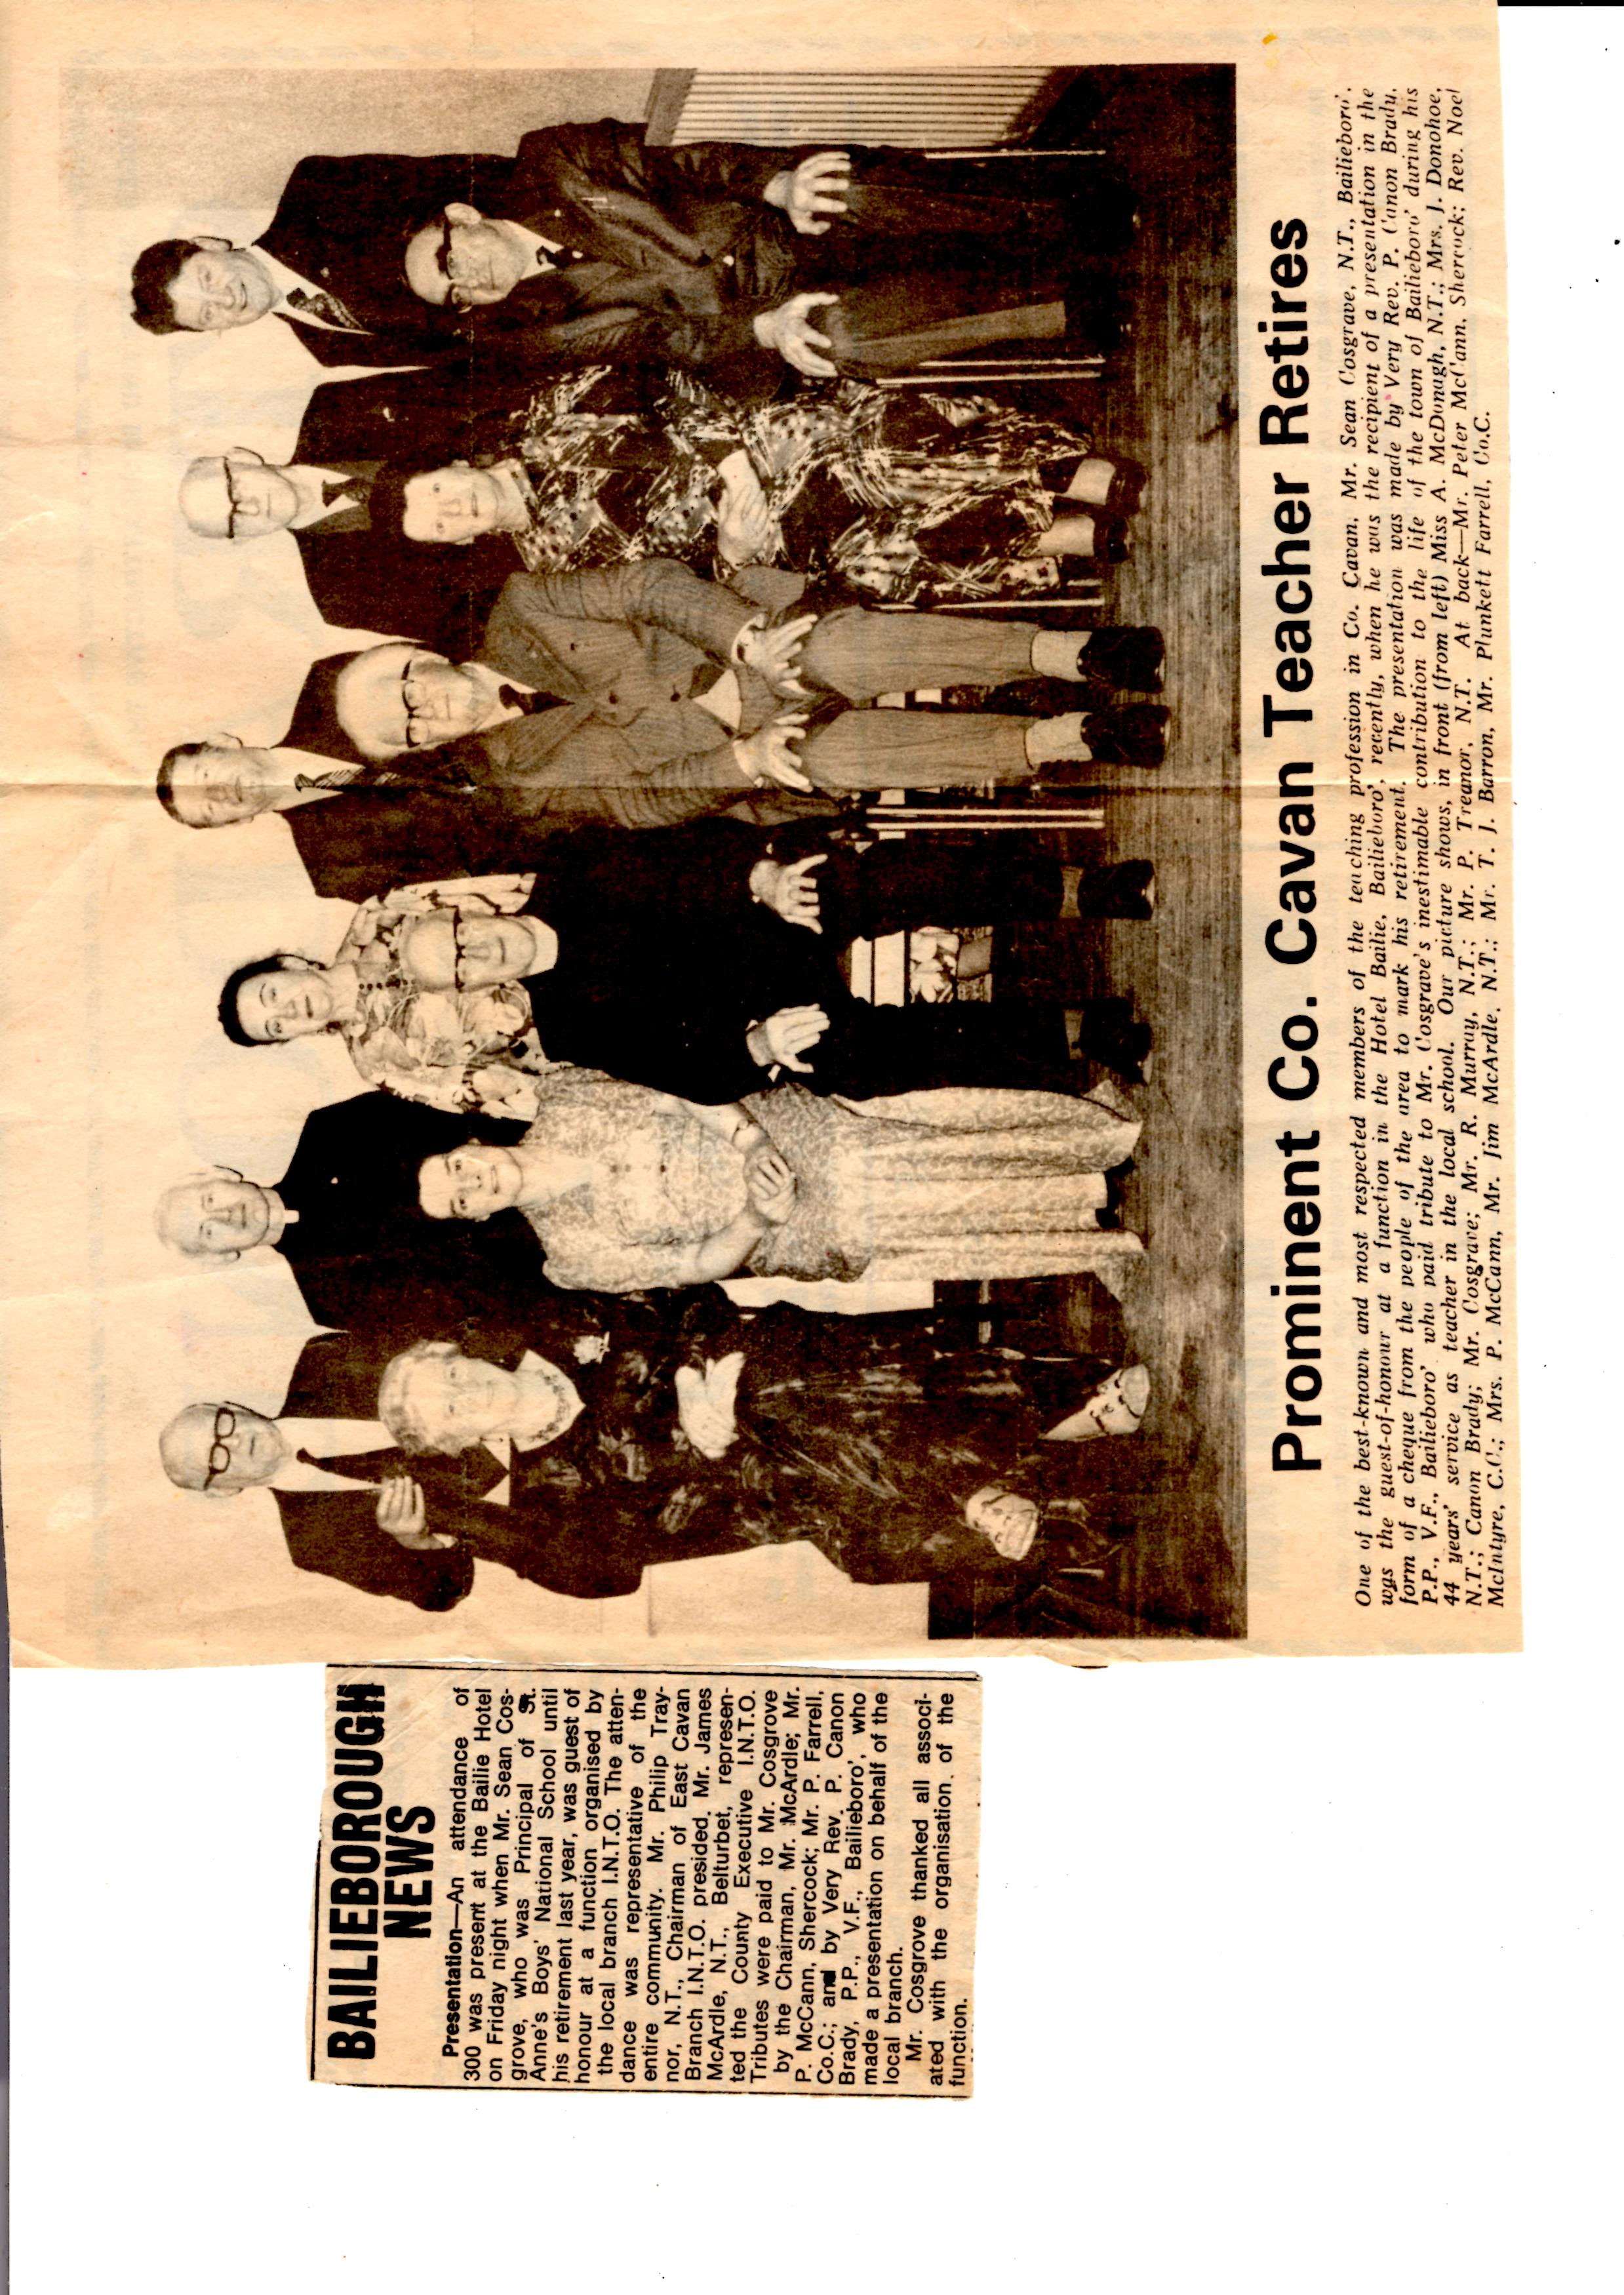 BAILIEBOROUGH
NEWS
Presentation—An attendance of
300 was present at the Bailie Hotel
on Friday night when Mr. Sean Cos-
grove, who was Principal of St.
Anne's Boys' National School until
his retirement last year, was guest of
honour at a function organised by
the local branch I.N.T.O. The atten-
dance was representative of the
entire community. Mr. Philip Tray-
nor, N.T., Chairman of East Cavan
Branch I.N.T.O. presided. Mr. James
McArdle, N.T., Belturbet, represen-
ted the County Executive I.N.T.O.
Tributes were paid to Mr. Cosgrove
by the Chairman, Mr. McArdle; Mr.
P. McCann, Shercock; Mr. P. Farrell,
Co.C.; and by Very Rev. P. Canon
Brady, P.P., V.F., Bailieboro', who
made a presentation on behalf of the
local branch.
Mr. Cosgrove thanked all associ-
ated with the organisation of the
function.
Prominent Co. Cavan Teacher Retires
One of the best-known and most respected members of the teaching profession in Co. Cavan, Mr. Sean Cosgrave, N.T., Bailieboro'.
was the guest-of-honour at a function in the Hotel Bailie, Bailieboro', recently, when he was the recipient of a presentation in the
form of a cheque from the people of the area to mark his retirement. The presentation was made by Very Rev. P. Canon Brady,
P.P., V.F., Bailieboro' who paid tribute to Mr. Cosgrave's inestimable contribution to the life of the town of Bailieboro' during his
44 years' service as teacher in the local school. Our picture shows, in front (from left) Miss A. McDonagh, N.T.; Mrs. J. Donohoe,
N.T.; Canon Brady; Mr. Cosgrave; Mr. R. Murray, N.T.; Mr. P. Treanor, N.T. At back—Mr. Peter McCann, Shercock; Rev. Noel
McIntyre, C.C.; Mrs. P. McCann, Mr. Jim McArdle, N.T.; Mr. T. J. Barron, Mr. Plunkett Farrell, Co.C.